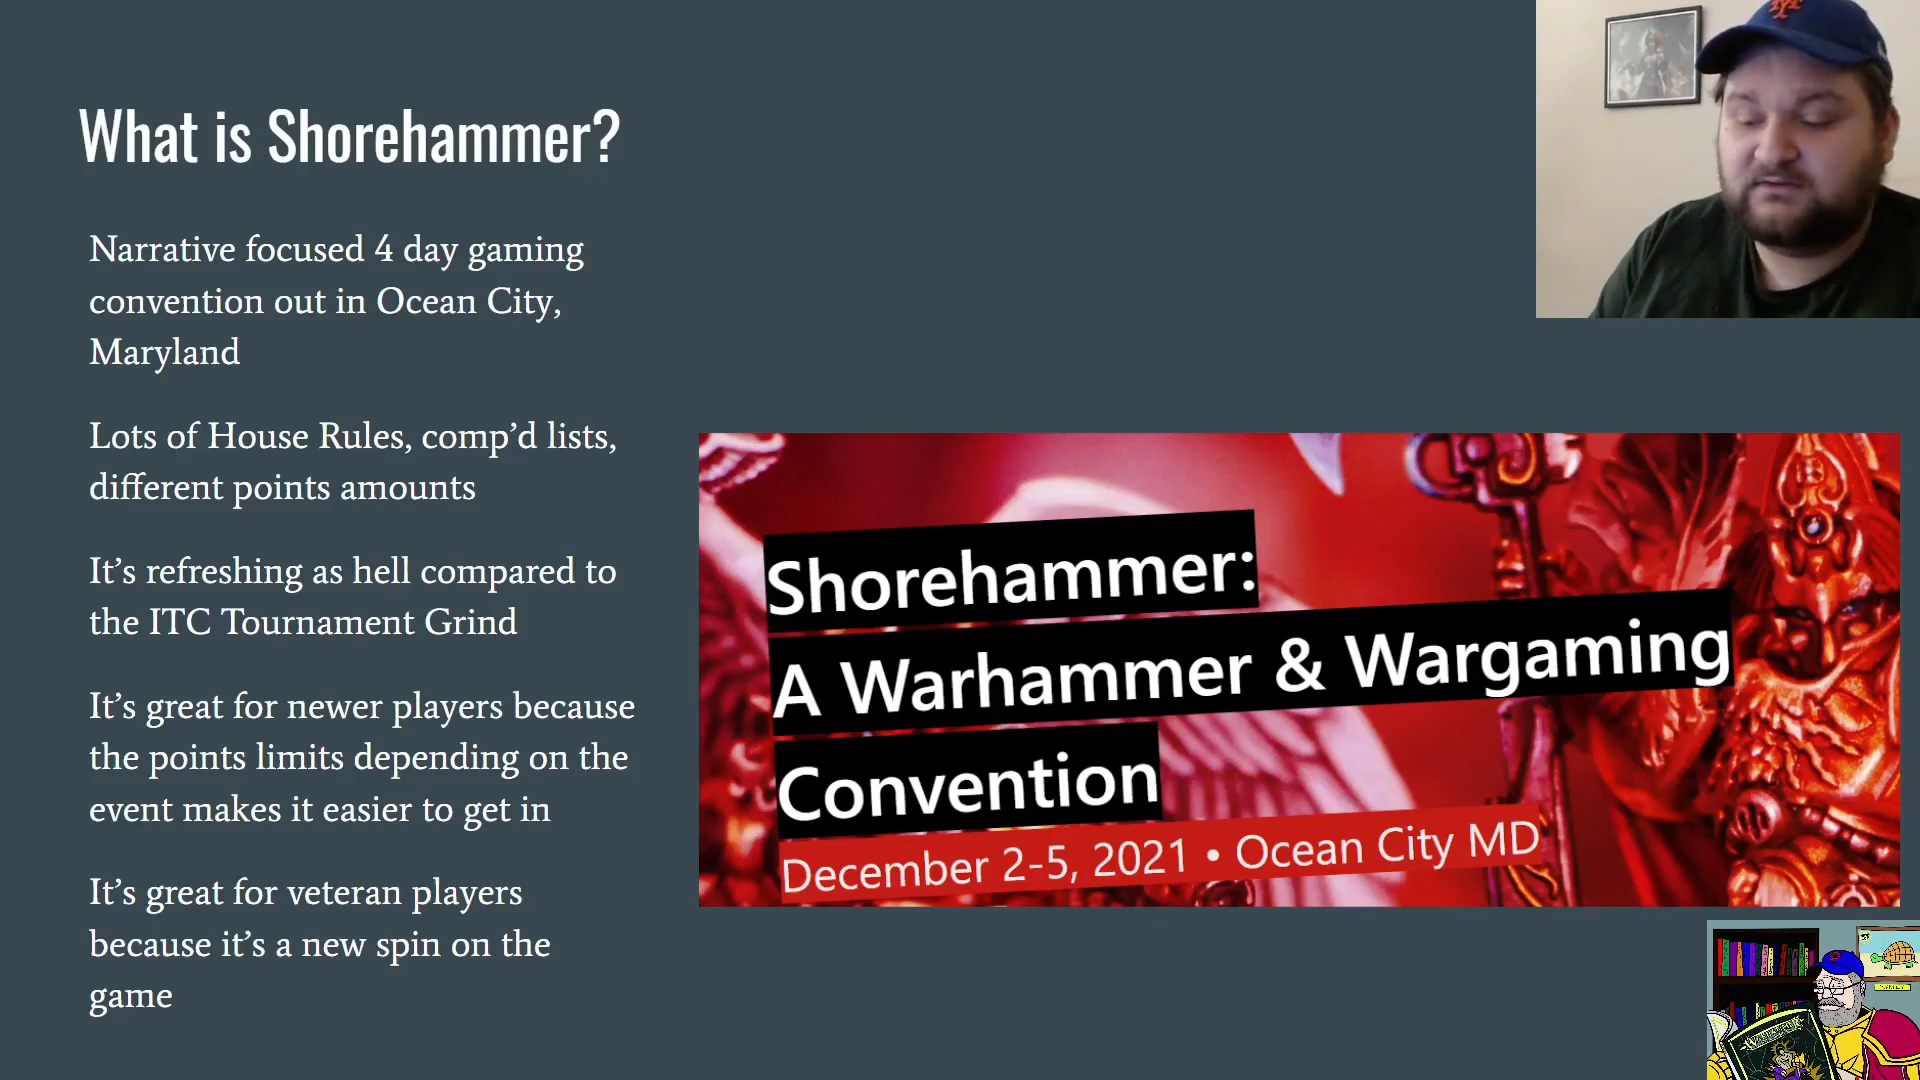 What is Shorehammer?
Narrative focused 4 day gaming
convention out in Ocean City,
Maryland
Lots of House Rules, comp’d lists,
different points amounts
It’s refreshing as hell compared to
the ITC Tournament Grind
It’s great for newer players because
the points limits depending on the
event makes it easier to get in
It’s great for veteran players
because it’s a new spin on the
game
Shorehammer:
A Warhammer & Wargaming
Convention
December 2-5, 2021 • Ocean City MD